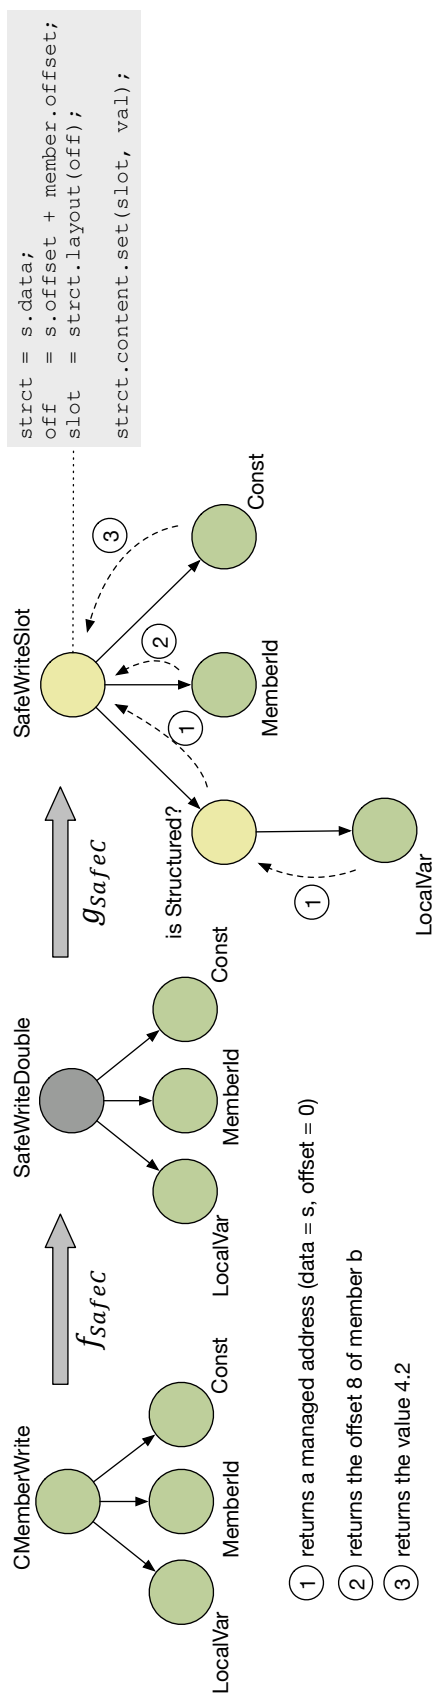 CMemberWrite
LocalVar
MemberId
Const
fSafeC
SafeWriteDouble
LocalVar
MemberId
Const
gSafeC
SafeWriteSlot
is Structured?
LocalVar
MemberId
Const
1
1
2
3
strct = s.data;
off = s.offset + member.offset;
slot = strct.layout(off);
strct.content.set(slot, val);
1 returns a managed address (data = s, offset = 0)
2 returns the offset 8 of member b
3 returns the value 4.2